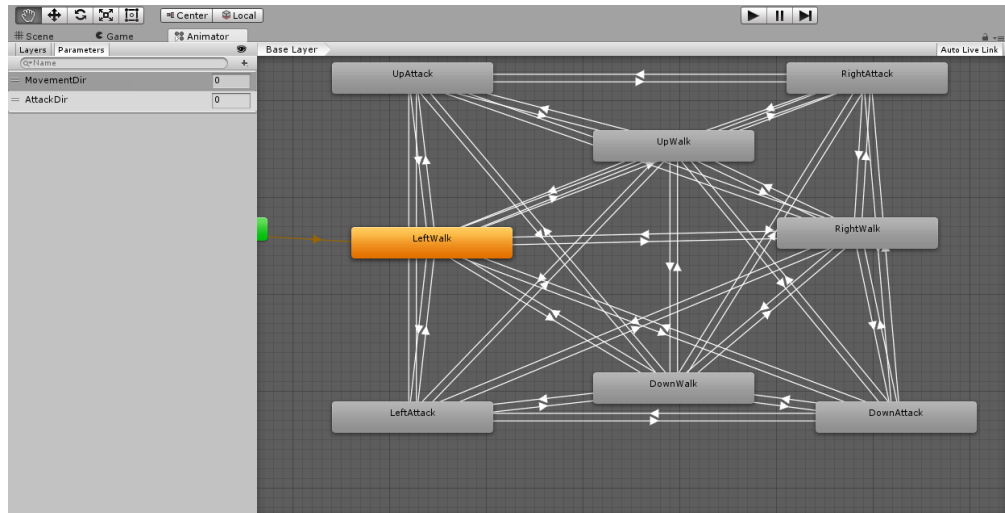 Center Local
Scene Game Animator
Layers Parameters Base Layer Auto Live Link
Name
MovementDir 0
AttackDir 0
UpAttack RightAttack
UpWalk
LeftWalk RightWalk
DownWalk
LeftAttack DownAttack